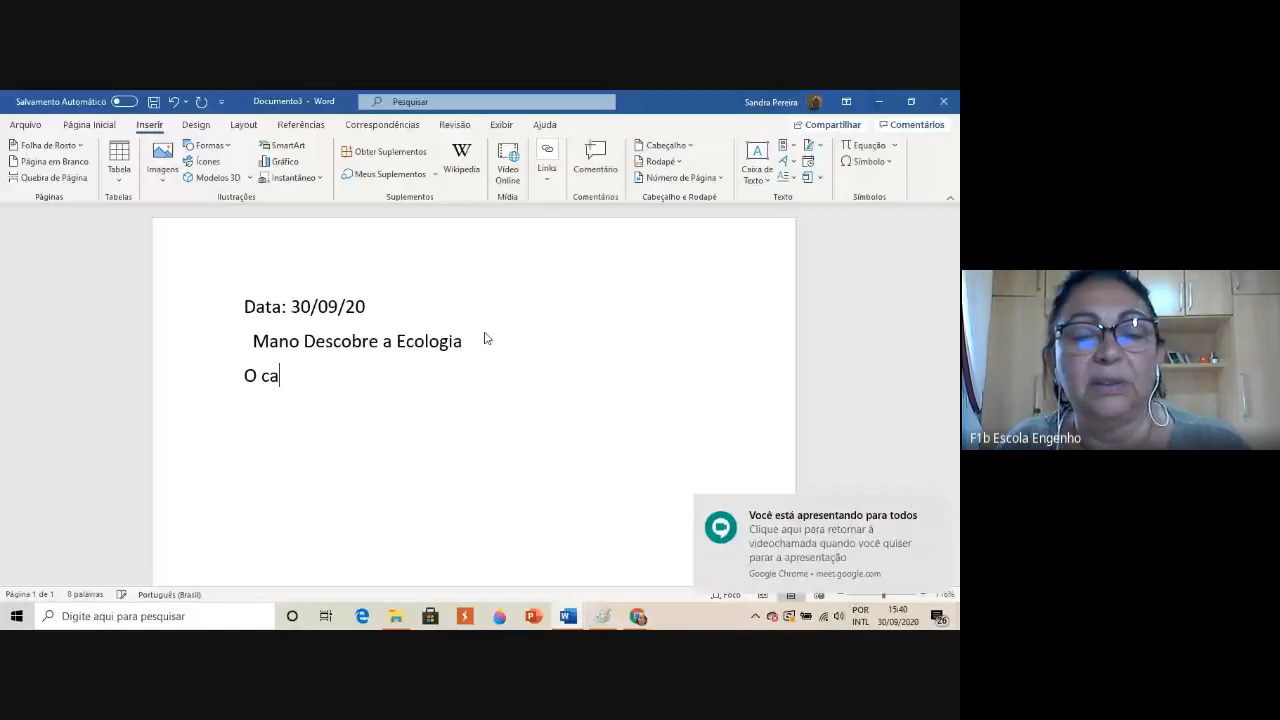 Salvamento Automático
Documento3 - Word
Pesquisar
Sandra Pereira
Arquivo Página Inicial Inserir Design Layout Referências Correspondências Revisão Exibir Ajuda
Compartilhar Comentários
Folha de Rosto
Página em Branco
Quebra de Página
Páginas
Tabela
Tabelas
Imagens
Formas
Ícones
Modelos 3D
SmartArt
Gráfico
Instantâneo
Ilustrações
Obter Suplementos
Meus Suplementos
Wikipedia
Suplementos
Vídeo Online
Mídia
Links
Comentário
Comentários
Cabeçalho
Rodapé
Número de Página
Cabeçalho e Rodapé
Caixa de Texto
Texto
Equação
Símbolo
Símbolos
Data: 30/09/20
Mano Descobre a Ecologia
O ca
F1b Escola Engenho
Você está apresentando para todos
Clique aqui para retornar à
videochamada quando você quiser
parar a apresentação
Google Chrome • meet.google.com
Página 1 de 1 8 palavras Português (Brasil)
Foco
116%
Digite aqui para pesquisar
POR
INTL
15:40
30/09/2020
26